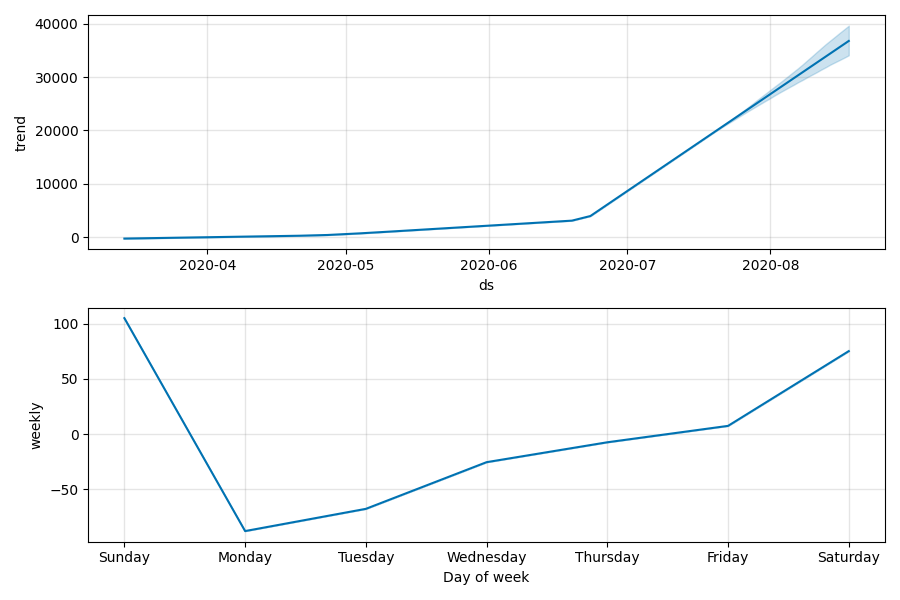 40000
30000
20000
10000
0
trend
2020-04 2020-05 2020-06 2020-07 2020-08
ds
100
50
0
−50
weekly
Sunday Monday Tuesday Wednesday Thursday Friday Saturday
Day of week